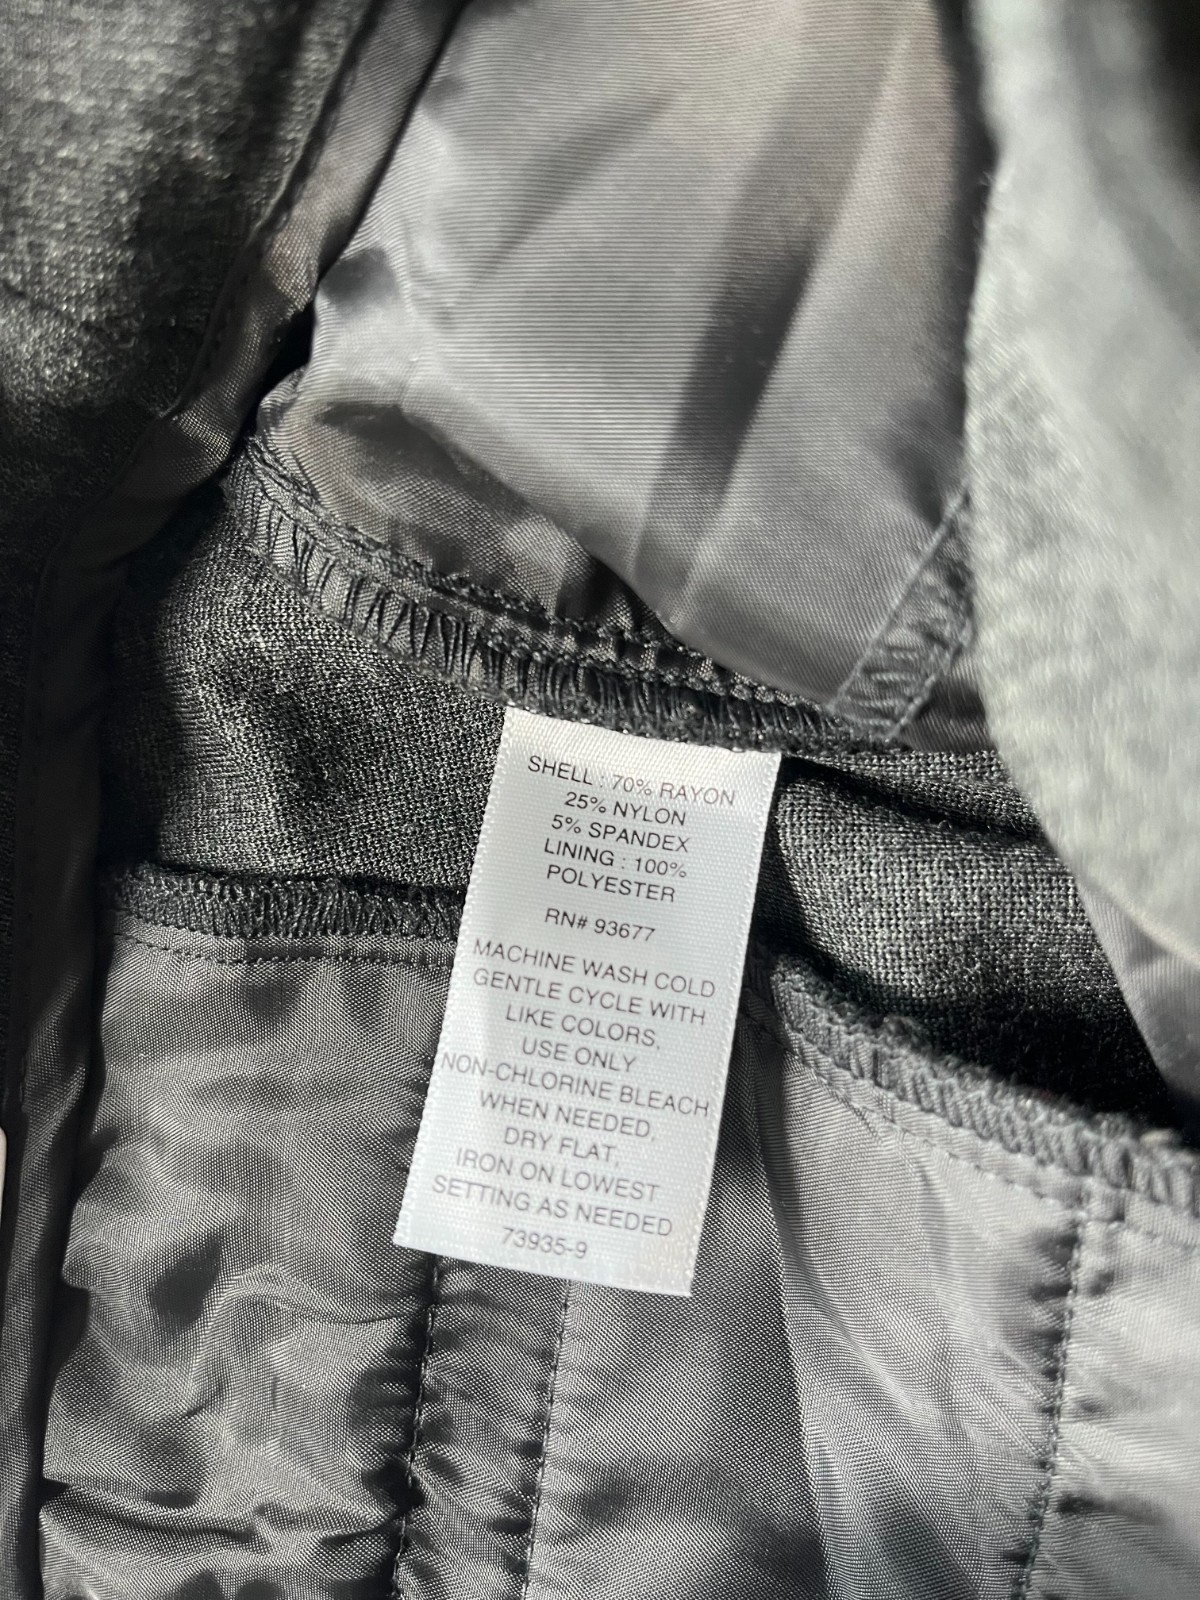 SHELL : 70% RAYON
25% NYLON
5% SPANDEX
LINING : 100%
POLYESTER
RN# 93677
MACHINE WASH COLD
GENTLE CYCLE WITH
LIKE COLORS,
USE ONLY
NON-CHLORINE BLEACH
WHEN NEEDED,
DRY FLAT,
IRON ON LOWEST
SETTING AS NEEDED
73935-9